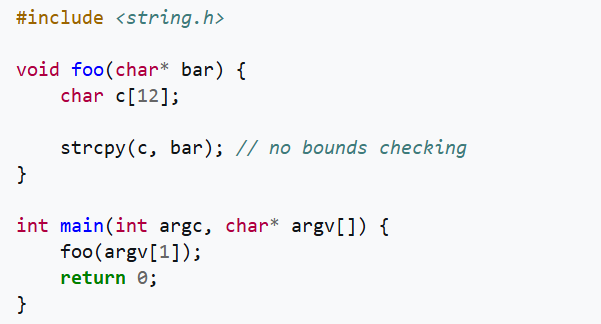 #include <string.h>
void foo(char* bar) {
    char c[12];
    strcpy(c, bar); // no bounds checking
}
int main(int argc, char* argv[]) {
    foo(argv[1]);
    return 0;
}